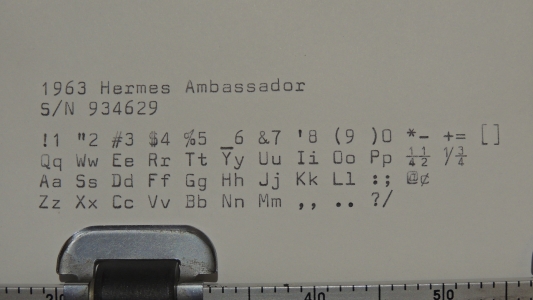 1963 Hermes Ambassador
S/N 934629
!1 "2 #3 $4 %5 _6 &7 '8 (9 )0 *- += []
Qq Ww Ee Rr Tt Yy Uu Ii Oo Pp ¼½ ⅟¾
Aa Ss Dd Ff Gg Hh Jj Kk Ll :; @¢
Zz Xx Cc Vv Bb Nn Mm ,, .. ?/
20 40 50